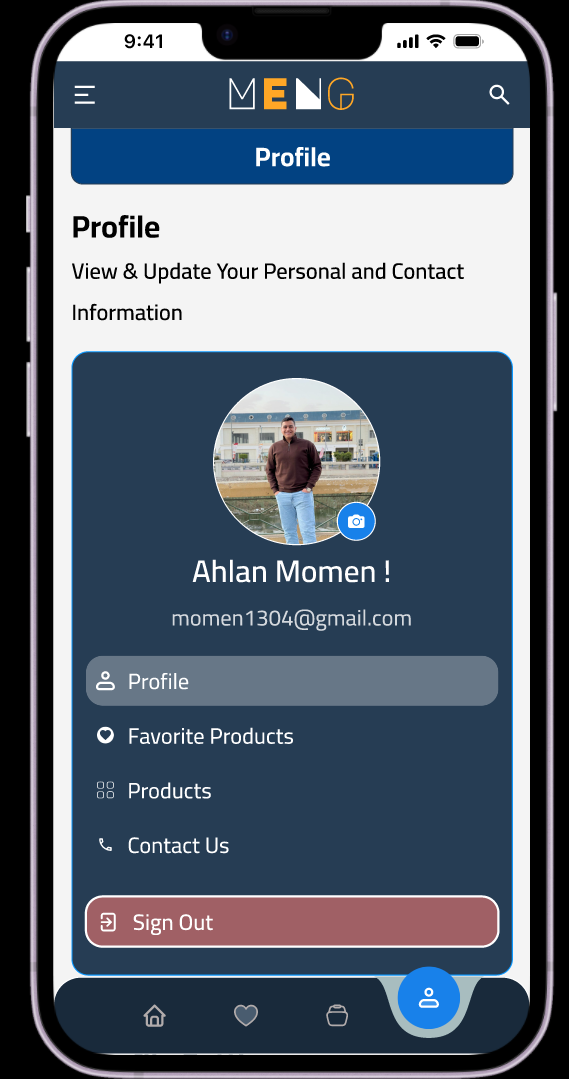 9:41
MENG
Profile
Profile
View & Update Your Personal and Contact
Information
Ahlan Momen !
momen1304@gmail.com
Profile
Favorite Products
Products
Contact Us
Sign Out